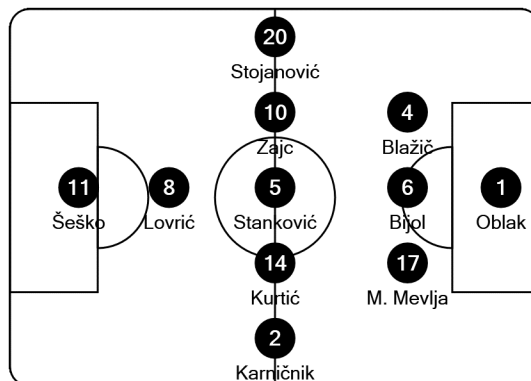 20
Stojanović
10
Zajc
4
Blažič
11
Šeško
8
Lovrić
5
Stanković
6
Bijol
1
Oblak
14
Kurtić
17
M. Mevlja
2
Karničnik